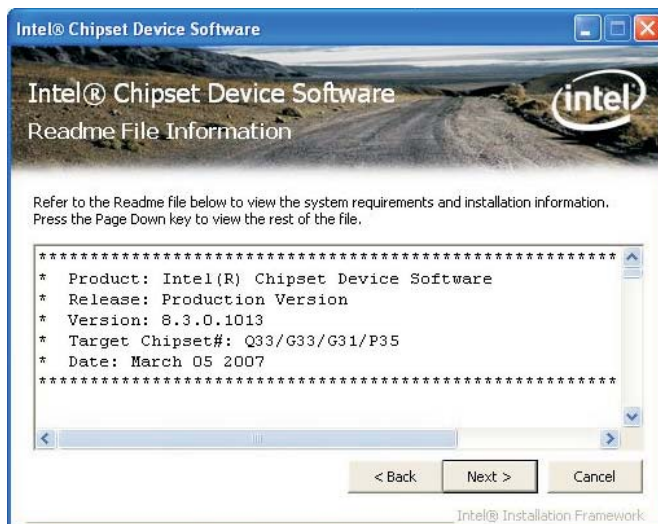 Intel® Chipset Device Software
Intel® Chipset Device Software
intel
Readme File Information
Refer to the Readme file below to view the system requirements and installation information.
Press the Page Down key to view the rest of the file.
********************************************************
* Product: Intel(R) Chipset Device Software
* Release: Production Version
* Version: 8.3.0.1013
* Target Chipset#: Q33/G33/G31/P35
* Date: March 05 2007
********************************************************
< Back
Next >
Cancel
Intel® Installation Framework